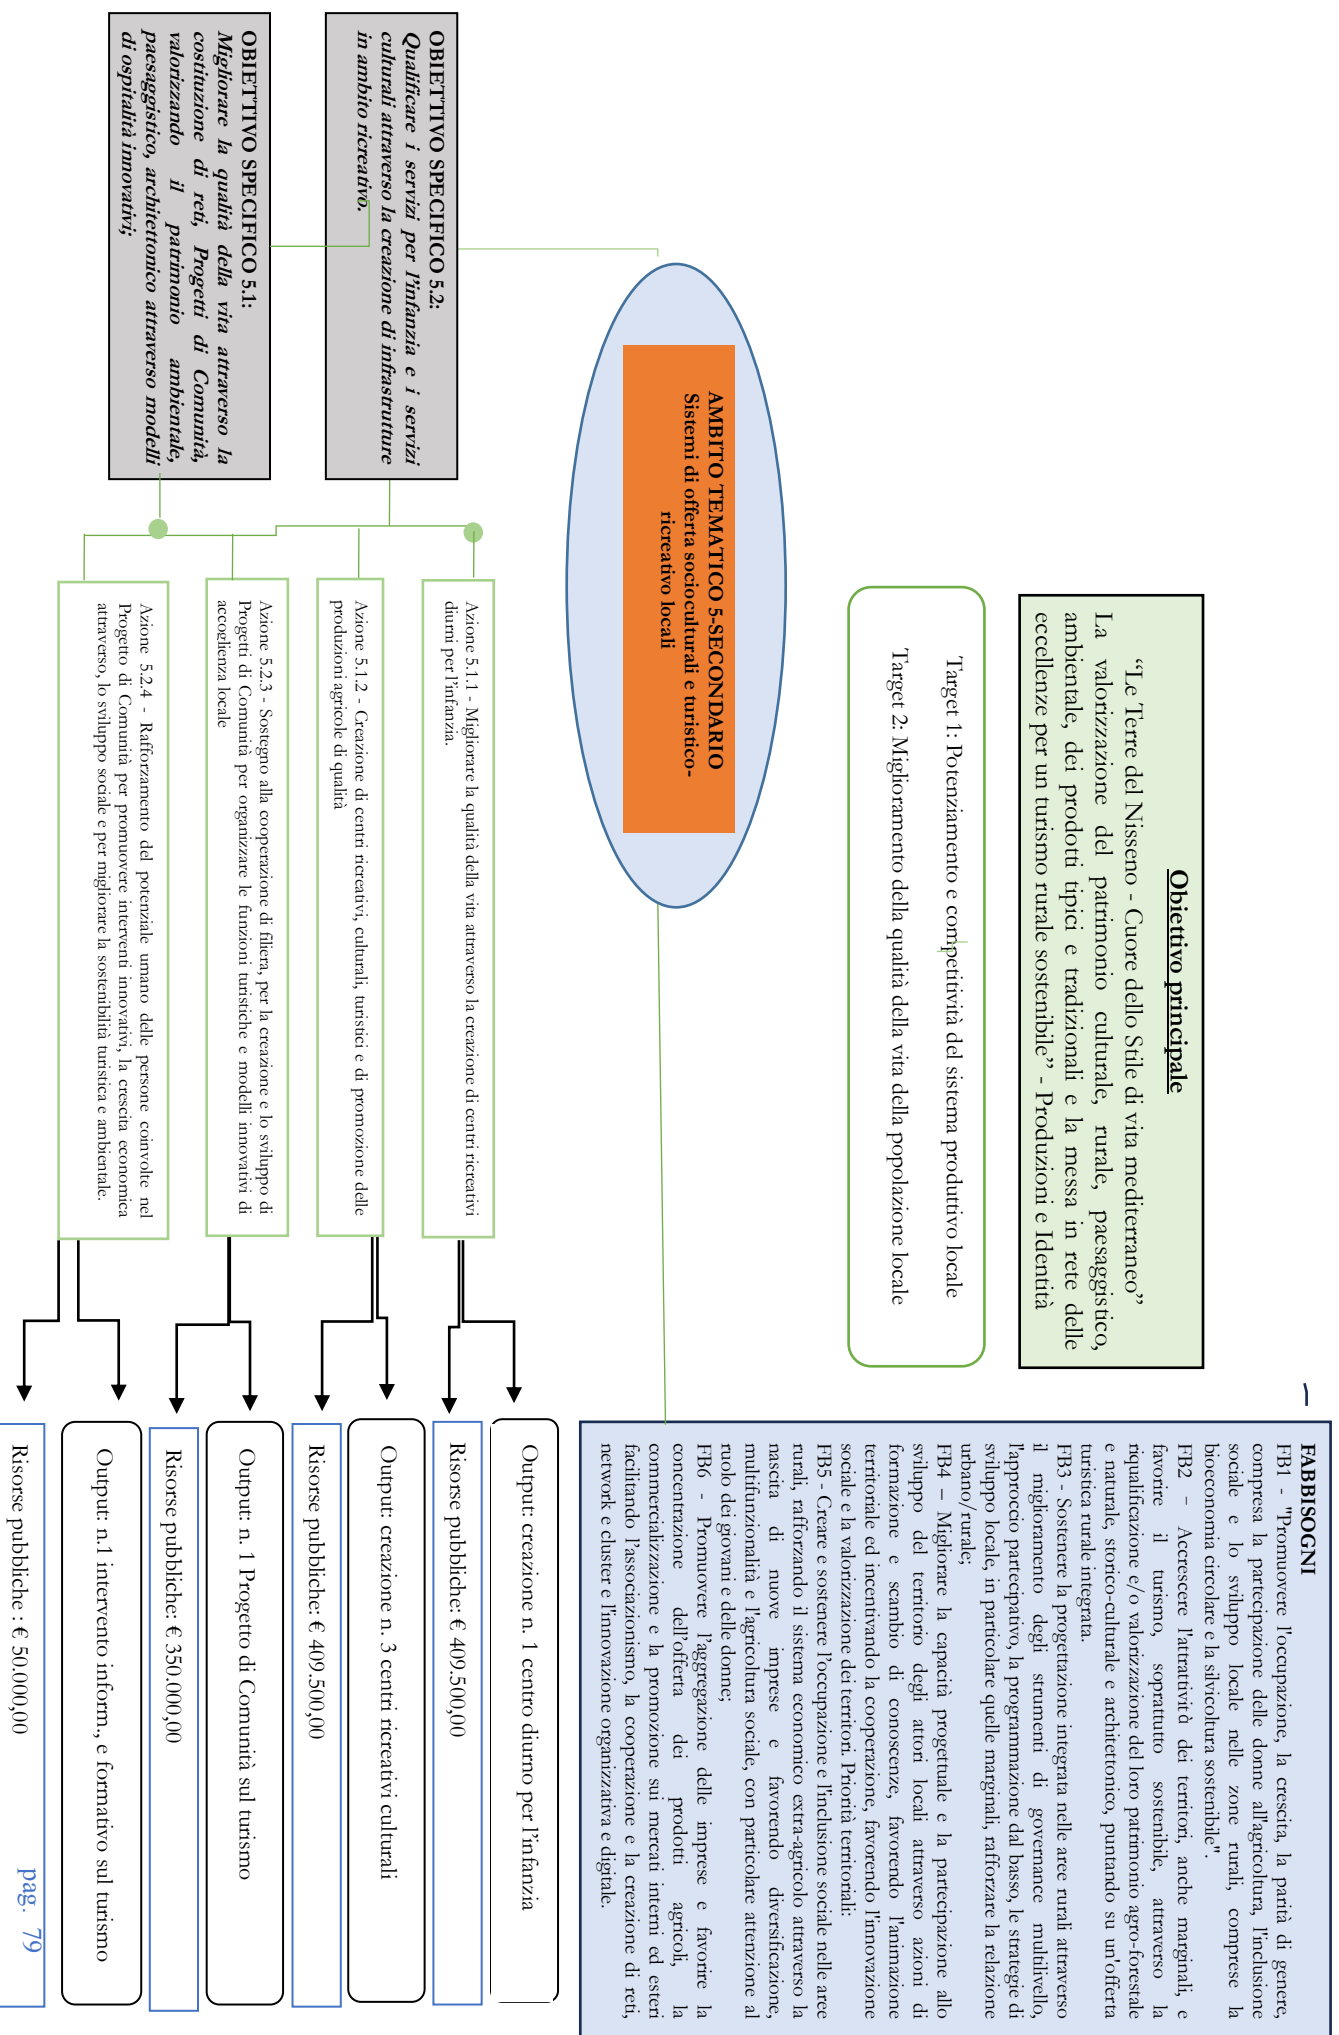 Obiettivo principale
“Le Terre del Nisseno - Cuore dello Stile di vita mediterraneo”
La valorizzazione del patrimonio culturale, rurale, paesaggistico,
ambientale, dei prodotti tipici e tradizionali e la messa in rete delle
eccellenze per un turismo rurale sostenibile” - Produzioni e Identità
Target 1: Potenziamento e competitività del sistema produttivo locale
Target 2: Miglioramento della qualità della vita della popolazione locale
FABBISOGNI
FB1 - "Promuovere l'occupazione, la crescita, la parità di genere,
compresa la partecipazione delle donne all'agricoltura, l'inclusione
sociale e lo sviluppo locale nelle zone rurali, comprese la
bioeconomia circolare e la silvicoltura sostenibile".
FB2 – Accrescere l'attrattività dei territori, anche marginali, e
favorire il turismo, soprattutto sostenibile, attraverso la
riqualificazione e/o valorizzazione del loro patrimonio agro-forestale
e naturale, storico-culturale e architettonico, puntando su un'offerta
turistica rurale integrata.
FB3 - Sostenere la progettazione integrata nelle aree rurali attraverso
il miglioramento degli strumenti di governance multilivello,
l'approccio partecipativo, la programmazione dal basso, le strategie di
sviluppo locale, in particolare quelle marginali, rafforzare la relazione
urbano/rurale;
FB4 – Migliorare la capacità progettuale e la partecipazione allo
sviluppo del territorio degli attori locali attraverso azioni di
formazione e scambio di conoscenze, favorendo l'animazione
territoriale ed incentivando la cooperazione, favorendo l'innovazione
sociale e la valorizzazione dei territori. Priorità territoriali:
FB5 - Creare e sostenere l'occupazione e l'inclusione sociale nelle aree
rurali, rafforzando il sistema economico extra-agricolo attraverso la
nascita di nuove imprese e favorendo diversificazione,
multifunzionalità e l'agricoltura sociale, con particolare attenzione al
ruolo dei giovani e delle donne;
FB6 - Promuovere l'aggregazione delle imprese e favorire la
concentrazione dell'offerta dei prodotti agricoli, la
commercializzazione e la promozione sui mercati interni ed esteri
facilitando l'associazionismo, la cooperazione e la creazione di reti,
network e cluster e l'innovazione organizzativa e digitale.
AMBITO TEMATICO 5-SECONDARIO
Sistemi di offerta socioculturali e turistico-
ricreativo locali
OBIETTIVO SPECIFICO 5.2:
Qualificare i servizi per l'infanzia e i servizi
culturali attraverso la creazione di infrastrutture
in ambito ricreativo.
OBIETTIVO SPECIFICO 5.1:
Migliorare la qualità della vita attraverso la
costituzione di reti, Progetti di Comunità,
valorizzando il patrimonio ambientale,
paesaggistico, architettonico attraverso modelli
di ospitalità innovativi;
Azione 5.1.1 - Migliorare la qualità della vita attraverso la creazione di centri ricreativi
diurni per l'infanzia.
Azione 5.1.2 - Creazione di centri ricreativi, culturali, turistici e di promozione delle
produzioni agricole di qualità
Azione 5.2.3 - Sostegno alla cooperazione di filiera, per la creazione e lo sviluppo di
Progetti di Comunità per organizzare le funzioni turistiche e modelli innovativi di
accoglienza locale
Azione 5.2.4 - Rafforzamento del potenziale umano delle persone coinvolte nel
Progetto di Comunità per promuovere interventi innovativi, la crescita economica
attraverso, lo sviluppo sociale e per migliorare la sostenibilità turistica e ambientale.
Output: creazione n. 1 centro diurno per l'infanzia
Risorse pubbliche: € 409.500,00
Output: creazione n. 3 centri ricreativi culturali
Risorse pubbliche: € 409.500,00
Output: n. 1 Progetto di Comunità sul turismo
Risorse pubbliche: € 350.000,00
Output: n.1 intervento inform., e formativo sul turismo
Risorse pubbliche : € 50.000,00
pag. 79